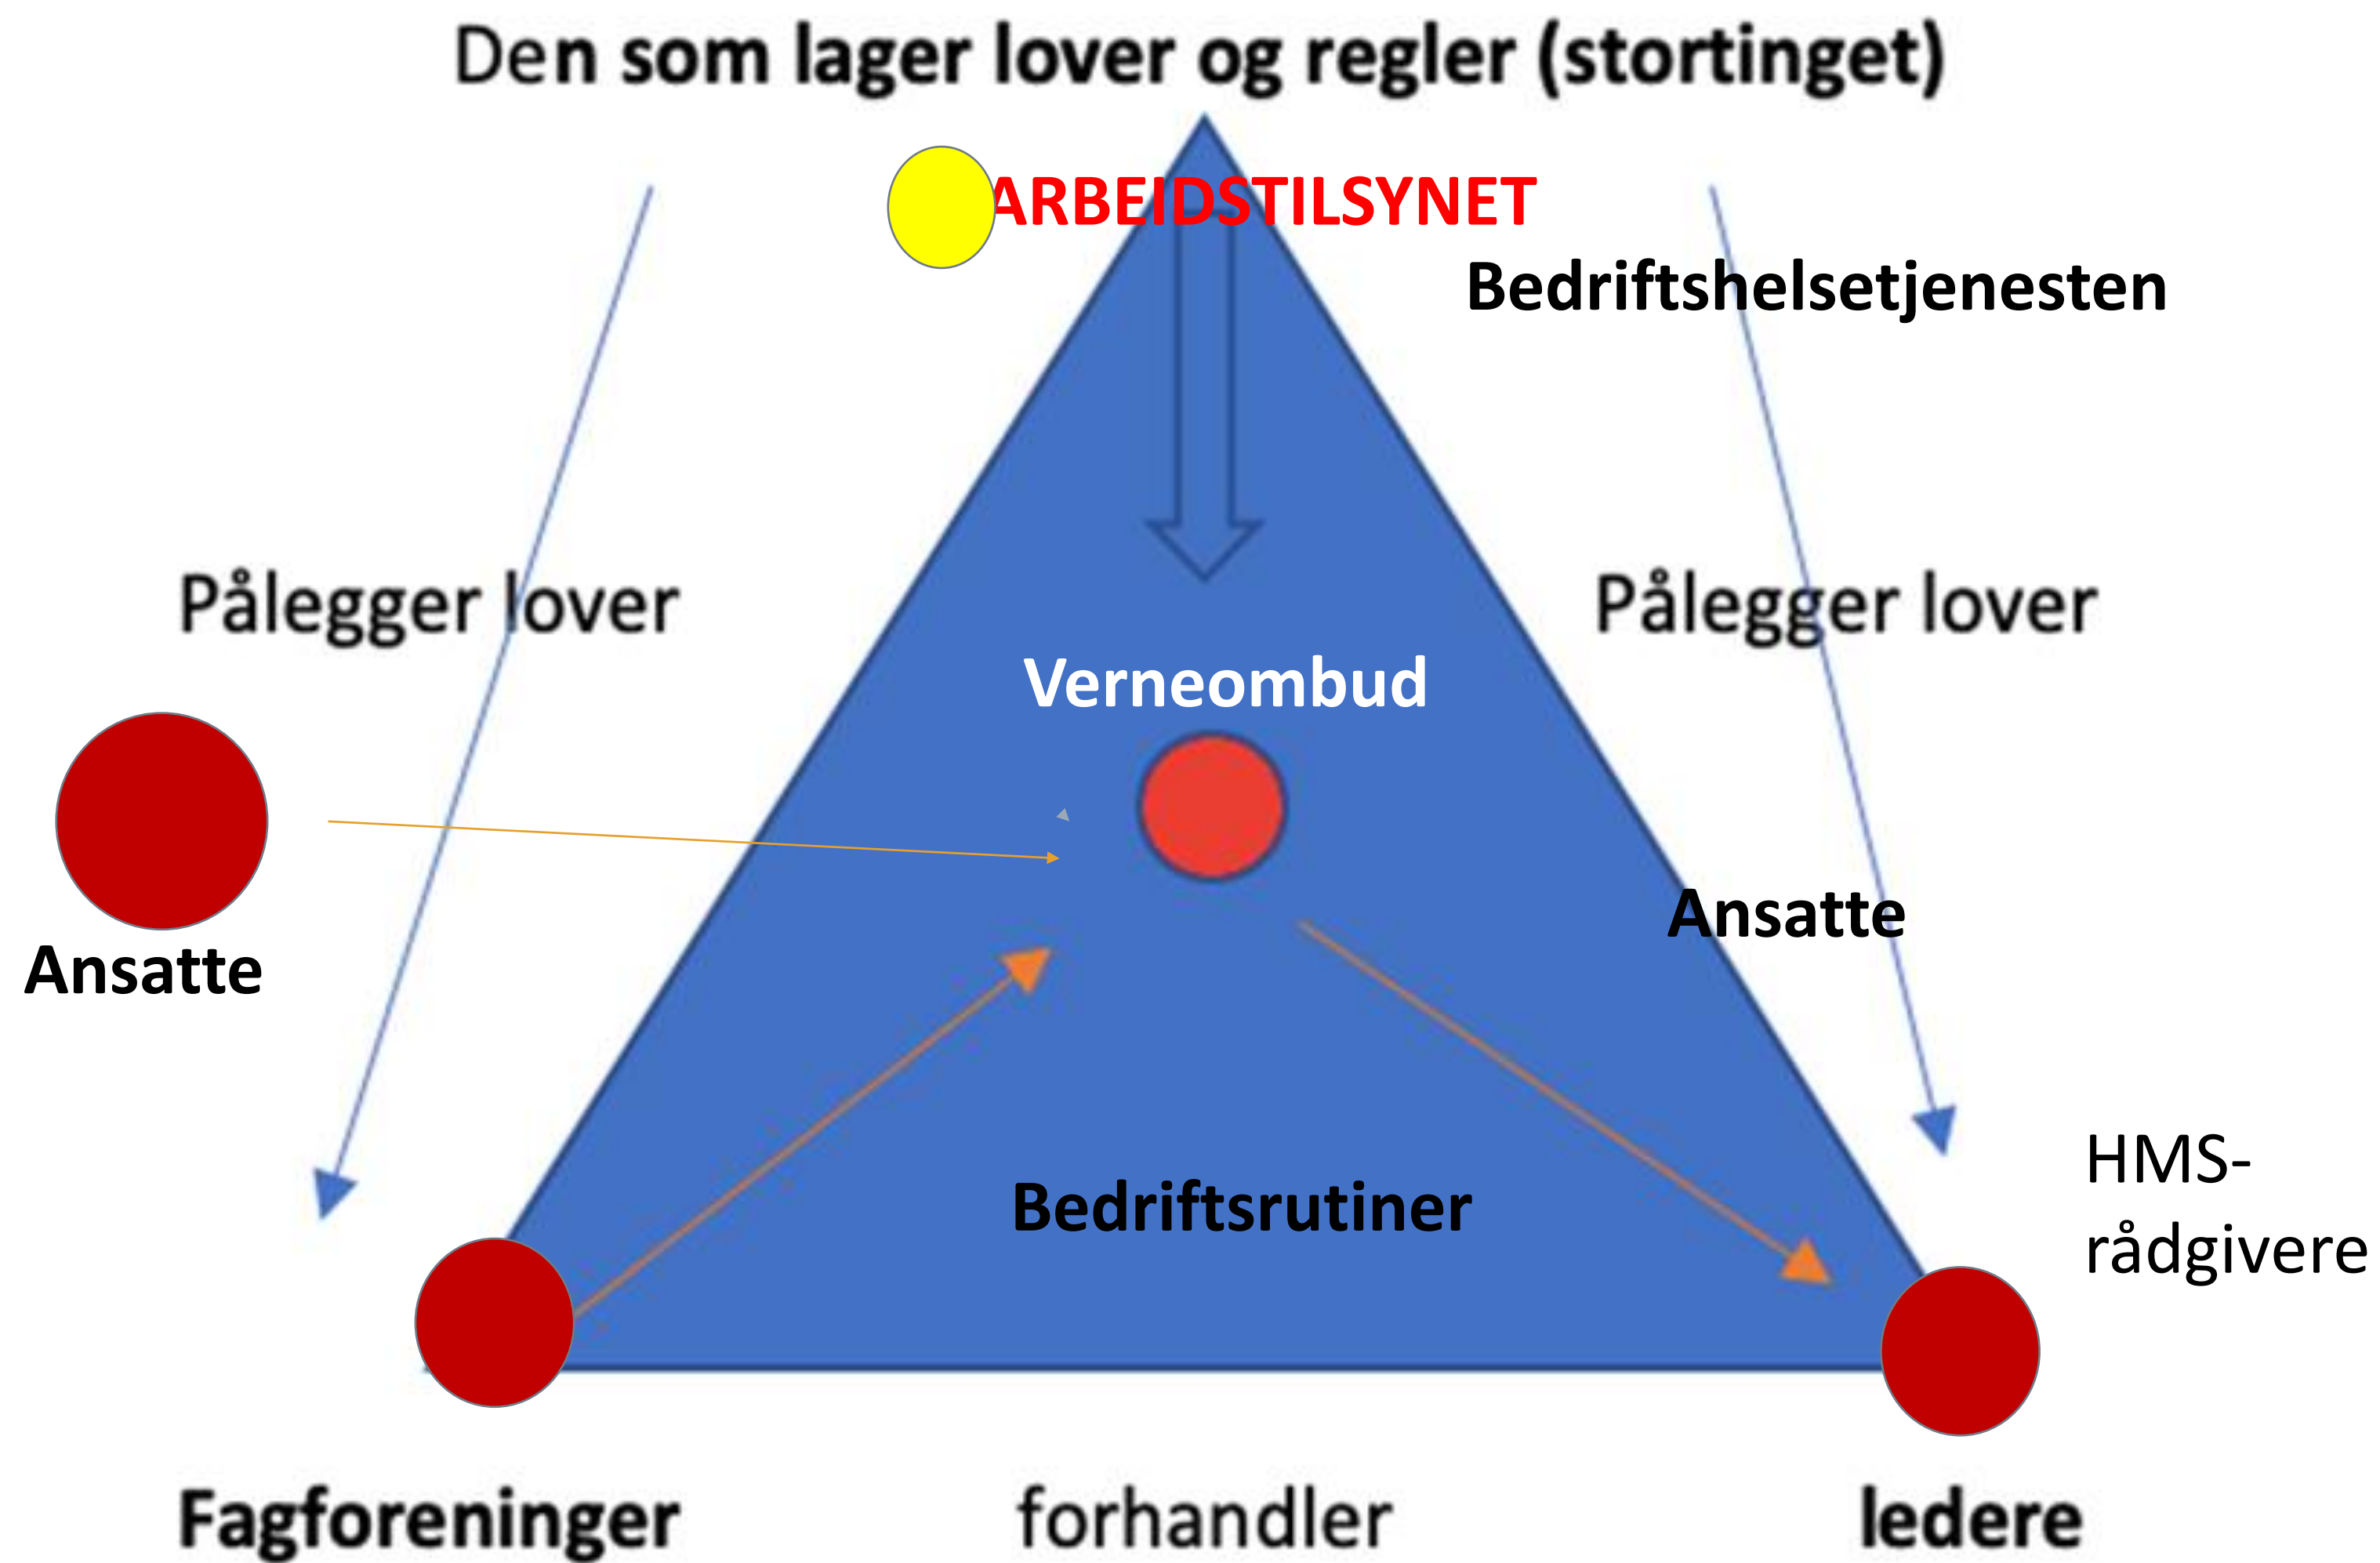 Den som lager lover og regler (stortinget)
ARBEIDSTILSYNET
Bedriftshelsetjenesten
Pålegger lover
Pålegger lover
Verneombud
Ansatte
Ansatte
HMS-
rådgivere
Bedriftsrutiner
Fagforeninger
forhandler
ledere